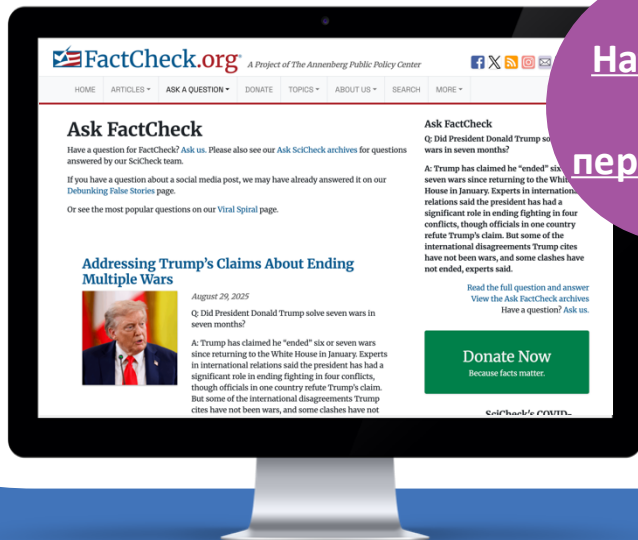 FactCheck.org® A Project of The Annenberg Public Policy Center
HOME ARTICLES ASK A QUESTION DONATE TOPICS ABOUT US SEARCH MORE
Ask FactCheck
Have a question for FactCheck? Ask us. Please also see our Ask SciCheck archives for questions
answered by our SciCheck team.
If you have a question about a social media post, we may have already answered it on our
Debunking False Stories page.
Or see the most popular questions on our Viral Spiral page.
Addressing Trump's Claims About Ending
Multiple Wars
August 29, 2025
Q: Did President Donald Trump solve seven wars in
seven months?
A: Trump has claimed he "ended" six or seven wars
since returning to the White House in January. Experts
in international relations said the president has had a
significant role in ending fighting in four conflicts,
though officials in one country refute Trump's claim.
But some of the international disagreements Trump
cites have not been wars, and some clashes have not
Ask FactCheck
Q: Did President Donald Trump
wars in seven months?
A: Trump has claimed he "ended" six
seven wars since returning to the
House in January. Experts in
relations said the president has had a
significant role in ending fighting in four
conflicts, though officials in one country
refute Trump's claim. But some of the
international disagreements Trump cites
have not been wars, and some clashes have
not ended, experts said.
Read the full question and answer
View the Ask FactCheck archives
Have a question? Ask us.
Donate Now
Because facts matter.
SciCheck's COVID-
На
пер